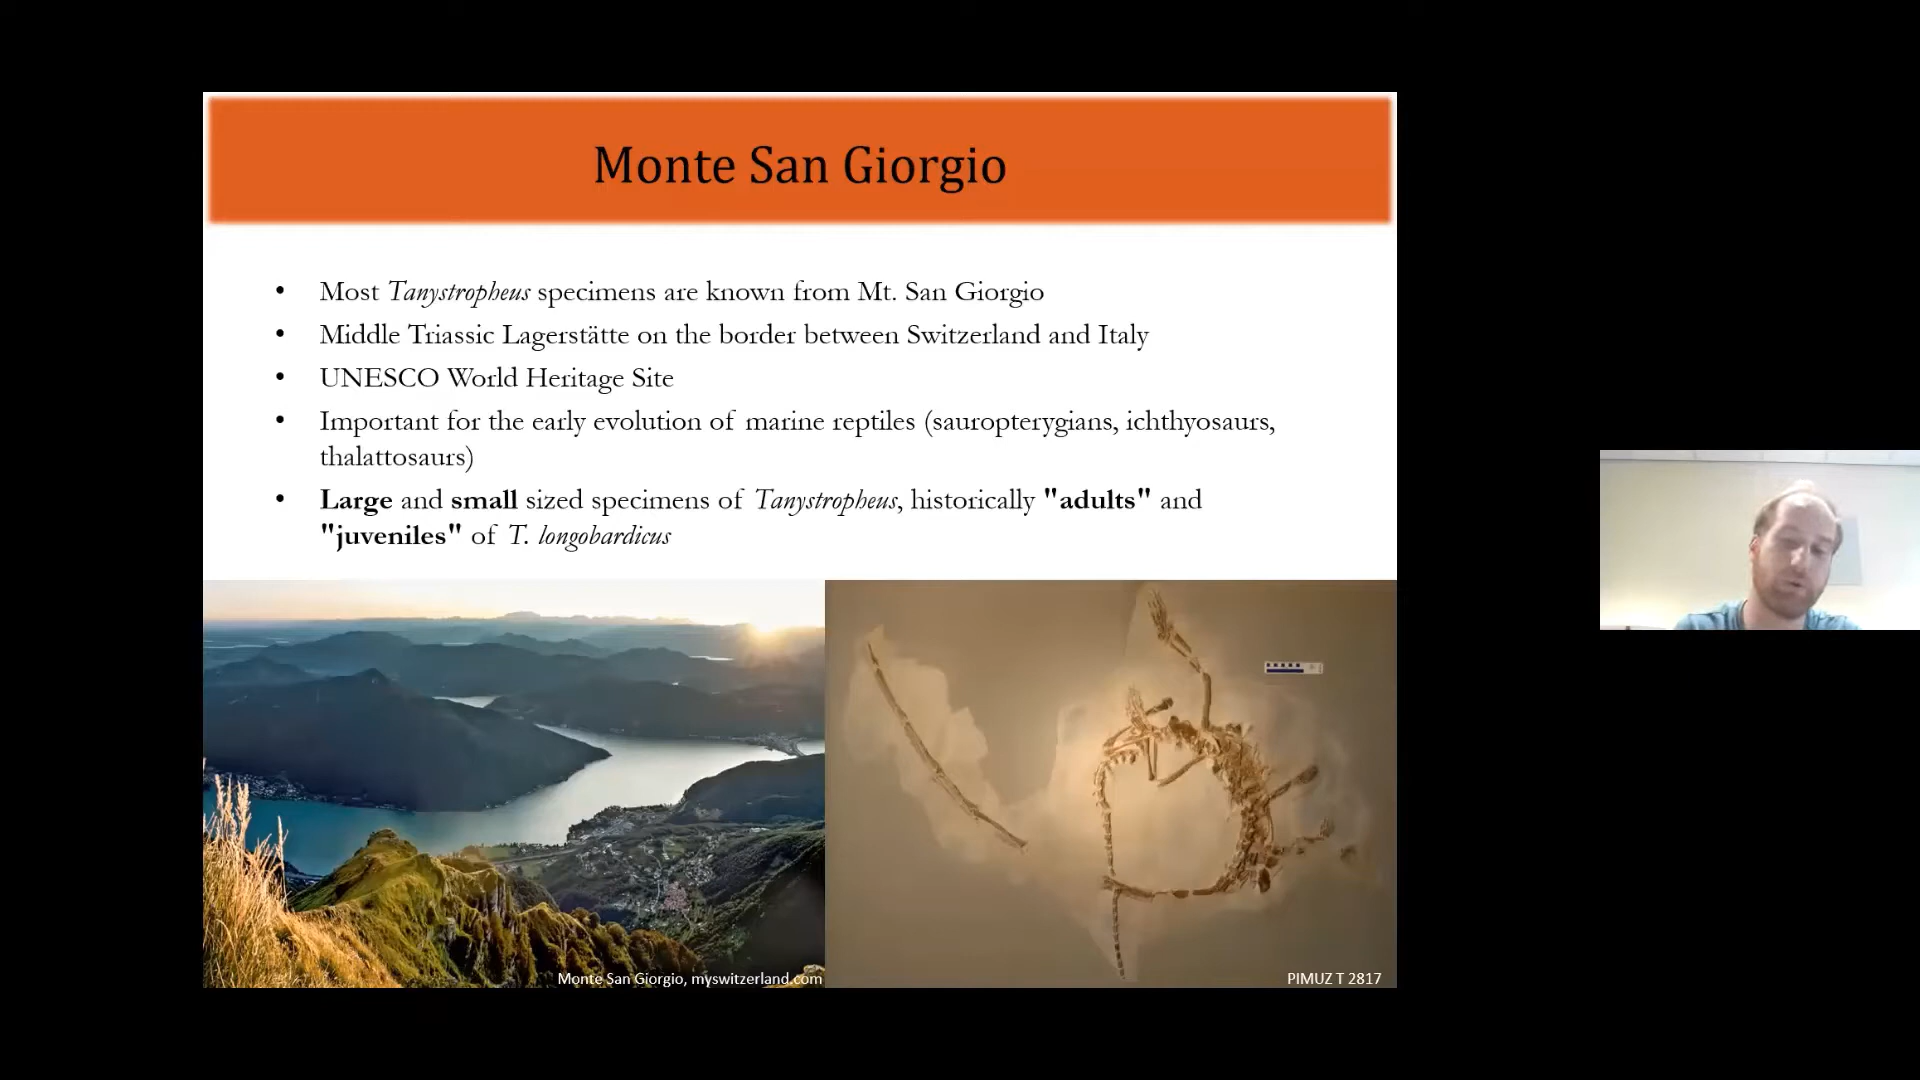 Monte San Giorgio
• Most Tanystropheus specimens are known from Mt. San Giorgio
• Middle Triassic Lagerstätte on the border between Switzerland and Italy
• UNESCO World Heritage Site
• Important for the early evolution of marine reptiles (sauropterygians, ichthyosaurs,
thalattosaurs)
• Large and small sized specimens of Tanystropheus, historically "adults" and
"juveniles" of T. longobardicus
Monte San Giorgio, myswitzerland.com
PIMUZ T 2817